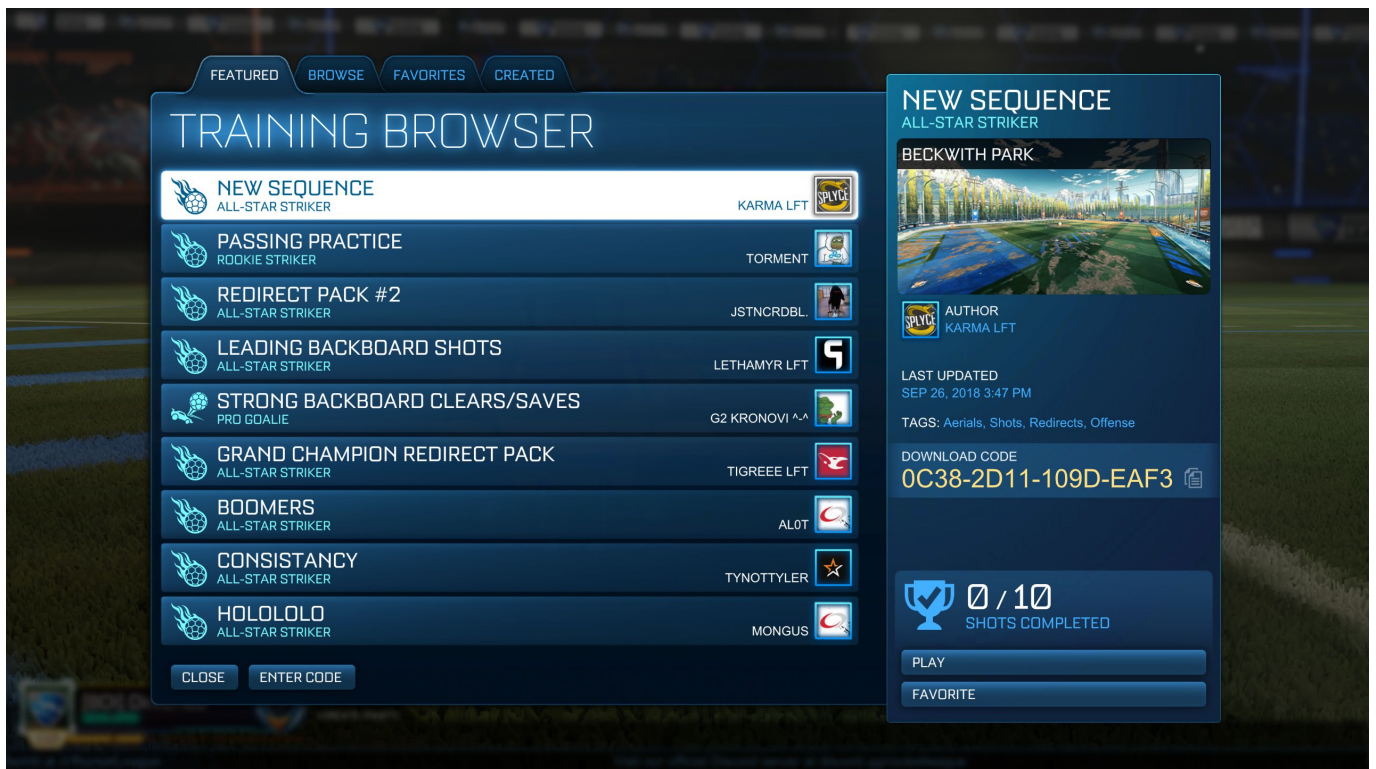 FEATURED
BROWSE
FAVORITES
CREATED
TRAINING BROWSER
NEW SEQUENCE
ALL-STAR STRIKER
KARMA LFT
SPLYCE
PASSING PRACTICE
ROOKIE STRIKER
TORMENT
REDIRECT PACK #2
ALL-STAR STRIKER
JSTNCRDBL.
LEADING BACKBOARD SHOTS
ALL-STAR STRIKER
LETHAMYR LFT
STRONG BACKBOARD CLEARS/SAVES
PRO GOALIE
G2 KRONOVI ^-^
GRAND CHAMPION REDIRECT PACK
ALL-STAR STRIKER
TIGREEE LFT
BOOMERS
ALL-STAR STRIKER
AL0T
CONSISTANCY
ALL-STAR STRIKER
TYNOTTYLER
HOLOLOLO
ALL-STAR STRIKER
MONGUS
CLOSE
ENTER CODE
NEW SEQUENCE
ALL-STAR STRIKER
BECKWITH PARK
SPLYCE
AUTHOR
KARMA LFT
LAST UPDATED
SEP 26, 2018 3:47 PM
TAGS: Aerials, Shots, Redirects, Offense
DOWNLOAD CODE
0C38-2D11-109D-EAF3
0 / 10
SHOTS COMPLETED
PLAY
FAVORITE